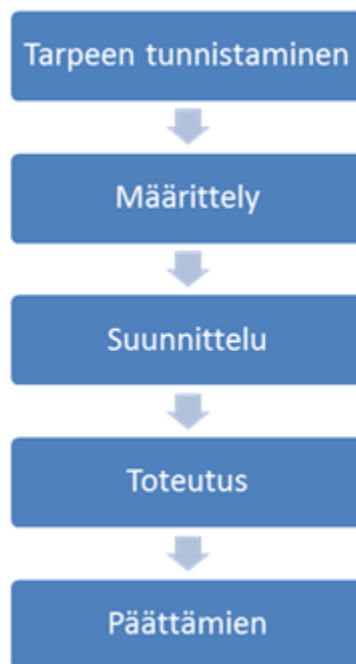 Tarpeen tunnistaminen
Määrittely
Suunnittelu
Toteutus
Päättämien